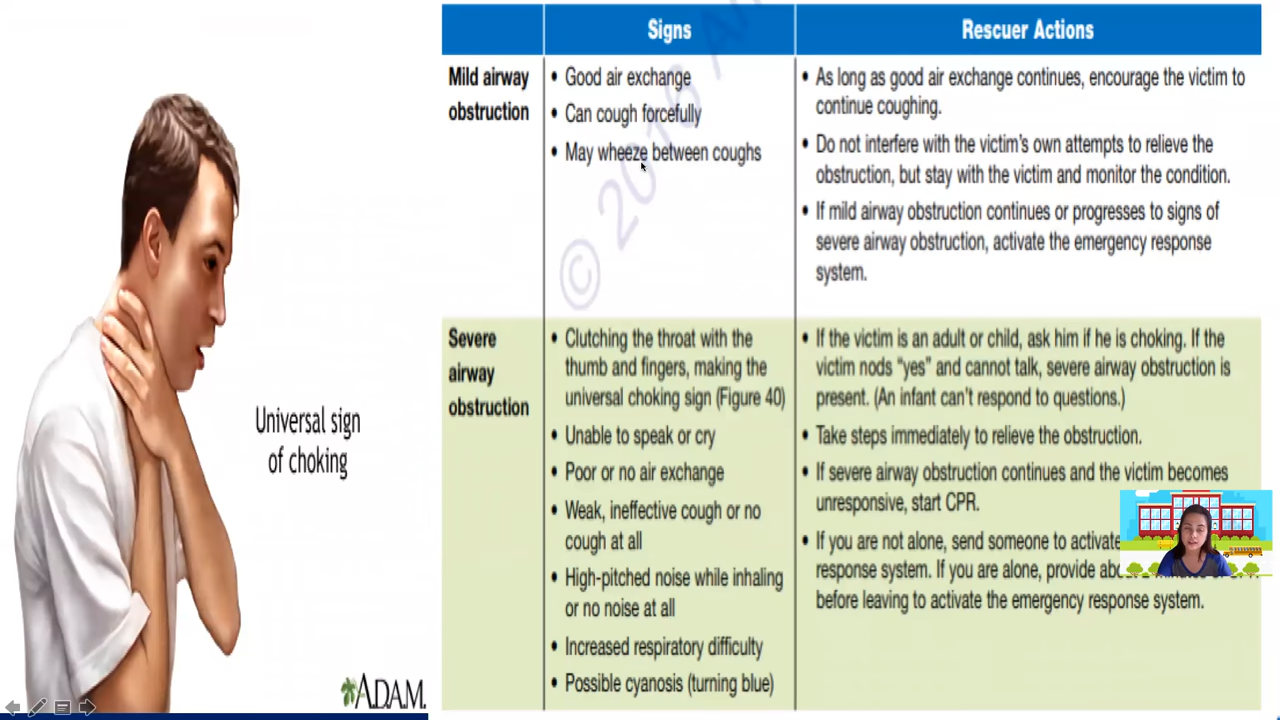 Signs
Rescuer Actions
Mild airway
obstruction
• Good air exchange
• Can cough forcefully
• May wheeze between coughs
• As long as good air exchange continues, encourage the victim to
continue coughing.
• Do not interfere with the victim's own attempts to relieve the
obstruction, but stay with the victim and monitor the condition.
• If mild airway obstruction continues or progresses to signs of
severe airway obstruction, activate the emergency response
system.
Severe
airway
obstruction
• Clutching the throat with the
thumb and fingers, making the
universal choking sign (Figure 40)
• Unable to speak or cry
• Poor or no air exchange
• Weak, ineffective cough or no
cough at all
• High-pitched noise while inhaling
or no noise at all
• Increased respiratory difficulty
• Possible cyanosis (turning blue)
• If the victim is an adult or child, ask him if he is choking. If the
victim nods "yes" and cannot talk, severe airway obstruction is
present. (An infant can't respond to questions.)
• Take steps immediately to relieve the obstruction.
• If severe airway obstruction continues and the victim becomes
unresponsive, start CPR.
• If you are not alone, send someone to activate
response system. If you are alone, provide
before leaving to activate the emergency response system.
Universal sign
of choking
A.D.A.M.
© 2016